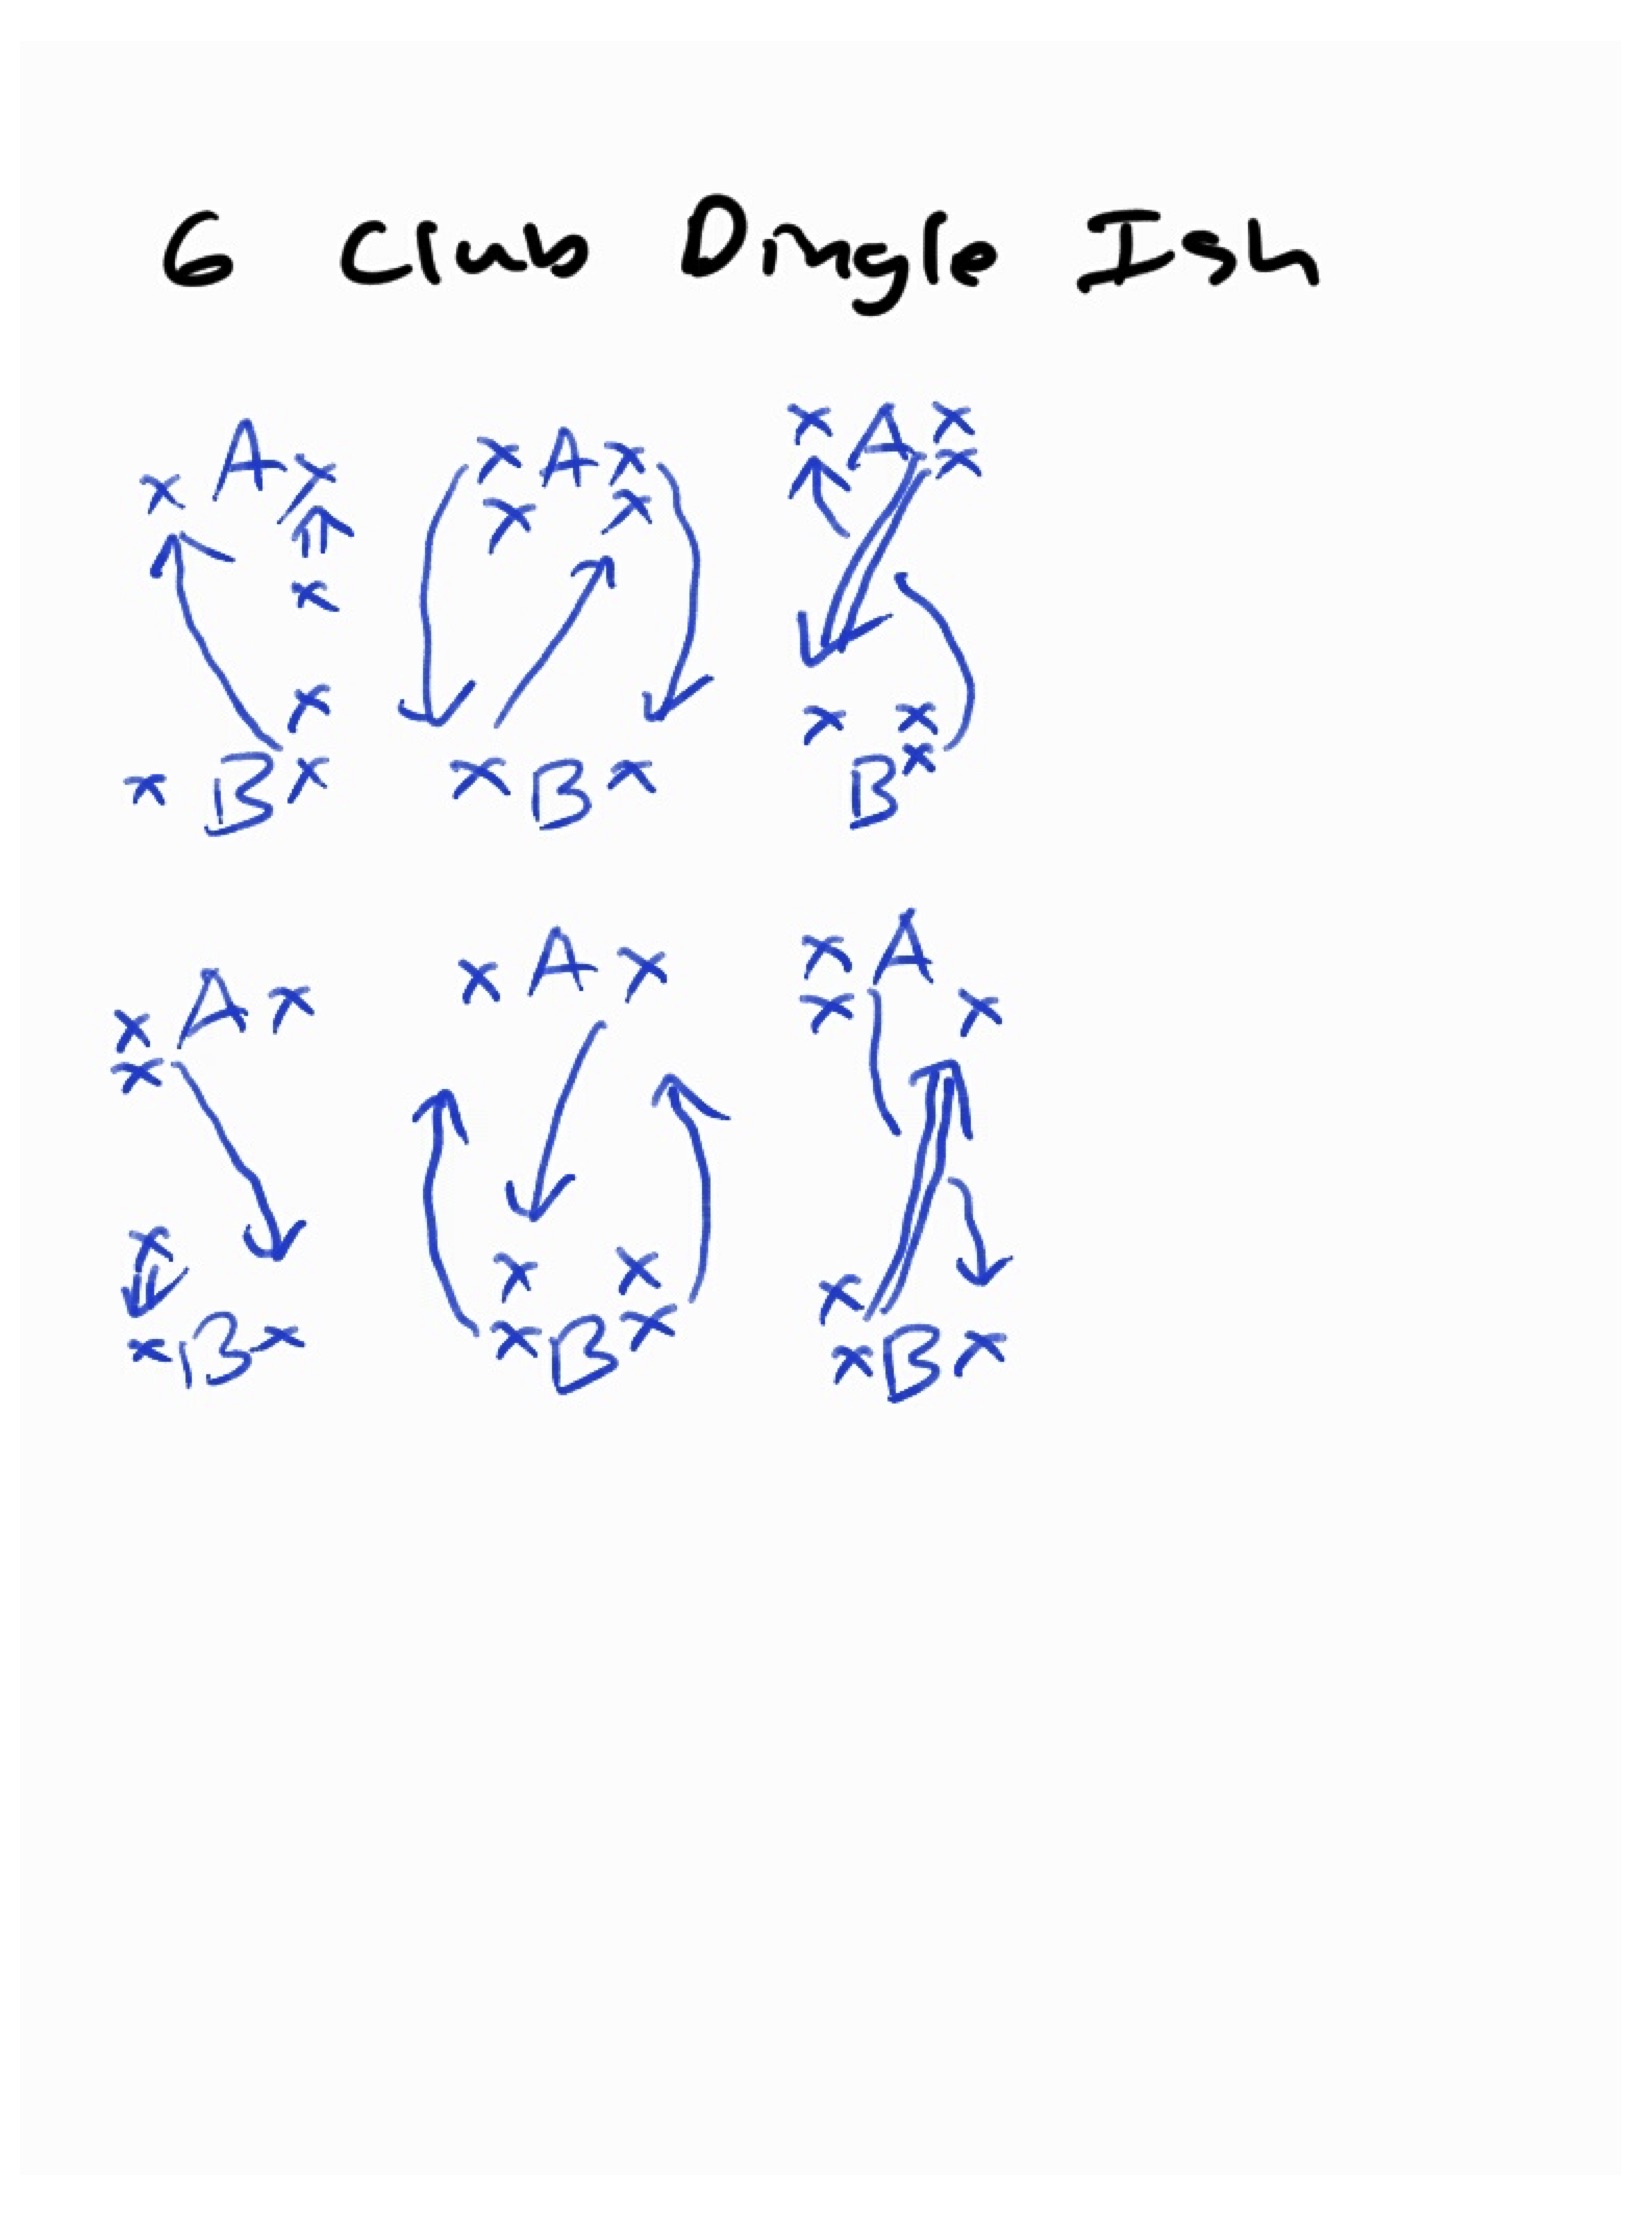 6 Club Dingle Ish
x A x x A x x A x
x x x x
x
x x x
x B x x B x B x
x A x x A x x A
x x x
x x x x
x B x x B x x B x